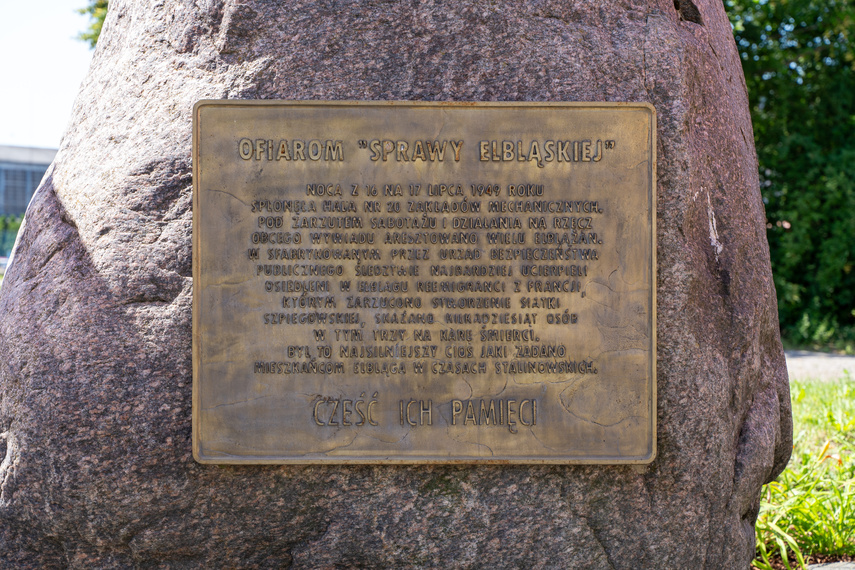 OFIAROM "SPRAWY ELBLĄSKIEJ"
NOCĄ Z 16 NA 17 LIPCA 1949 ROKU
SPŁONĘŁA HALA NR 20 ZAKŁADÓW MECHANICZNYCH.
POD ZARZUTEM SABOTAŻU I DZIAŁANIA NA RZECZ
OBCEGO WYWIADU ARESZTOWANO WIELU ELBLĄŻAN.
W SFABRYKOWANYM PRZEZ URZĄD BEZPIECZEŃSTWA
PUBLICZNEGO ŚLEDZTWIE NAJBARDZIEJ UCIERPIELI
OSIEDLENI W ELBLĄGU REEMIGRANCI Z FRANCJI,
KTÓRYM ZARZUCONO STWORZENIE SIATKI
SZPIEGOWSKIEJ, SKAZANO KILKADZIESIĄT OSÓB
W TYM TRZY NA KARĘ ŚMIERCI.
BYŁ TO NAJSILNIEJSZY CIOS JAKI ZADANO
MIESZKAŃCOM ELBLĄGA W CZASACH STALINOWSKICH.
CZEŚĆ ICH PAMIĘCI